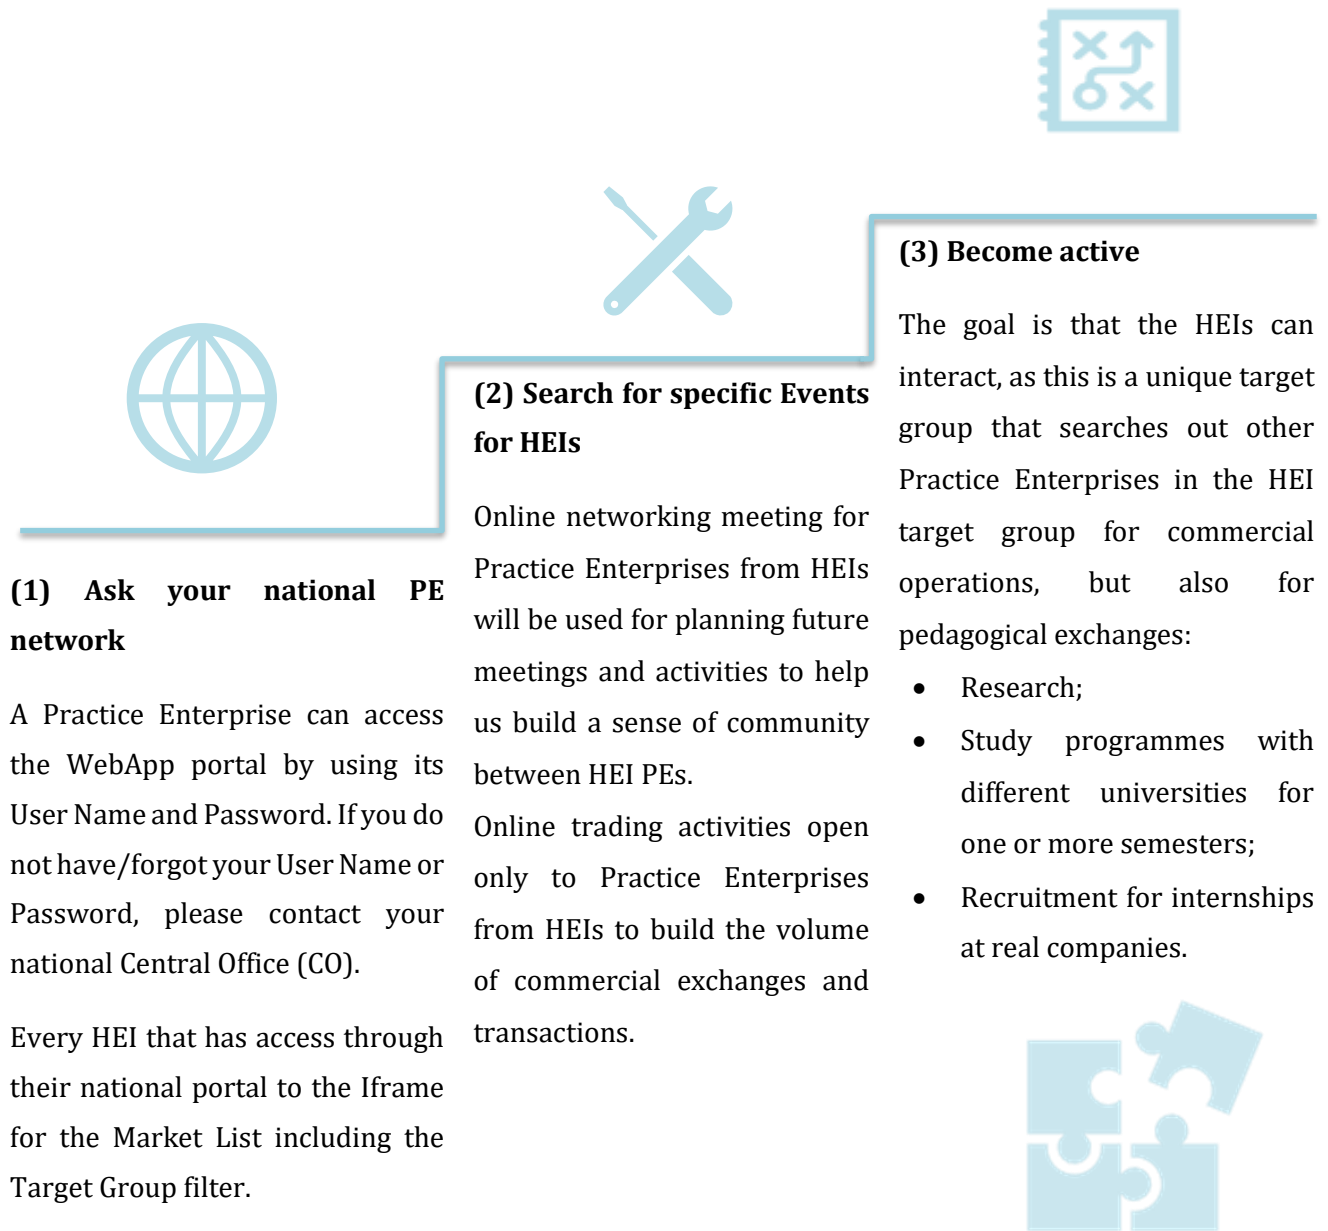 (1) Ask your national PE
network
A Practice Enterprise can access
the WebApp portal by using its
User Name and Password. If you do
not have/forgot your User Name or
Password, please contact your
national Central Office (CO).
Every HEI that has access through
their national portal to the Iframe
for the Market List including the
Target Group filter.
(2) Search for specific Events
for HEIs
Online networking meeting for
Practice Enterprises from HEIs
will be used for planning future
meetings and activities to help
us build a sense of community
between HEI PEs.
Online trading activities open
only to Practice Enterprises
from HEIs to build the volume
of commercial exchanges and
transactions.
(3) Become active
The goal is that the HEIs can
interact, as this is a unique target
group that searches out other
Practice Enterprises in the HEI
target group for commercial
operations, but also for
pedagogical exchanges:
• Research;
• Study programmes with
different universities for
one or more semesters;
• Recruitment for internships
at real companies.